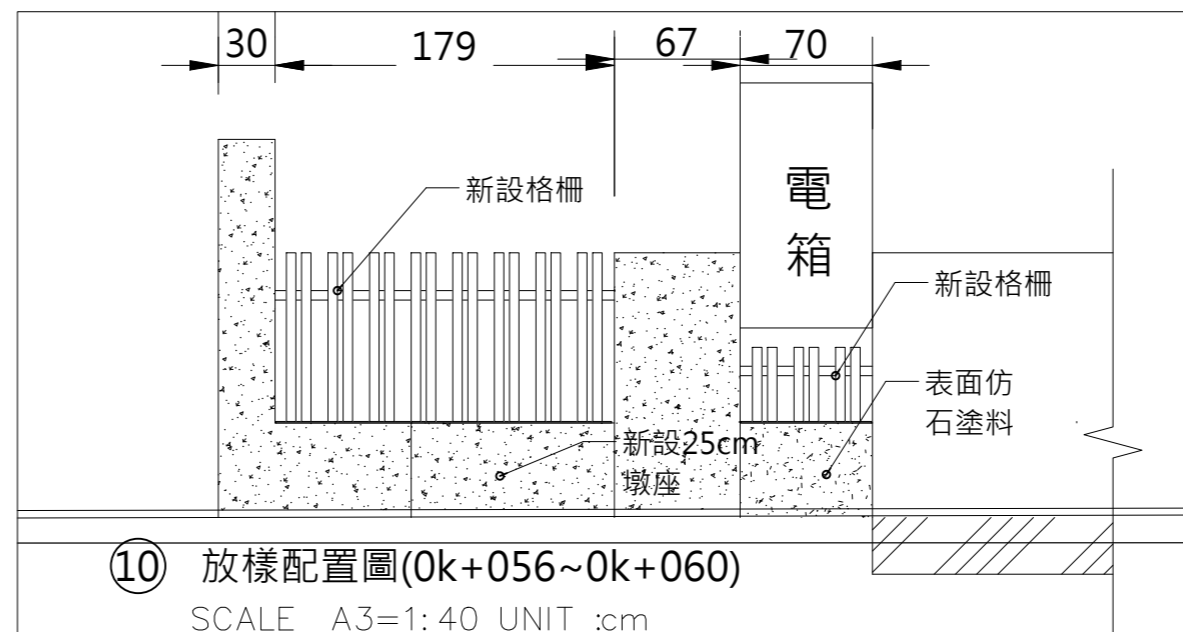 30 179 67 70
新設格柵
電
箱
新設格柵
表面仿
石塗料
新設25cm
墩座
10 放樣配置圖(0k+056~0k+060)
SCALE A3=1:40 UNIT :cm